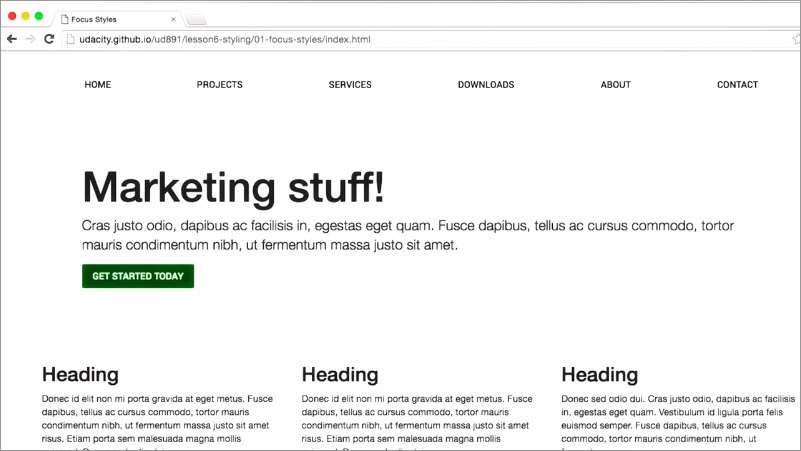 Focus Styles
udacity.github.io/ud891/lesson6-styling/01-focus-styles/index.html
HOME PROJECTS SERVICES DOWNLOADS ABOUT CONTACT
Marketing stuff!
Cras justo odio, dapibus ac facilisis in, egestas eget quam. Fusce dapibus, tellus ac cursus commodo, tortor
mauris condimentum nibh, ut fermentum massa justo sit amet.
GET STARTED TODAY
Heading
Donec id elit non mi porta gravida at eget metus. Fusce
dapibus, tellus ac cursus commodo, tortor mauris
condimentum nibh, ut fermentum massa justo sit amet
risus. Etiam porta sem malesuada magna mollis
Heading
Donec id elit non mi porta gravida at eget metus. Fusce
dapibus, tellus ac cursus commodo, tortor mauris
condimentum nibh, ut fermentum massa justo sit amet
risus. Etiam porta sem malesuada magna mollis
Heading
Donec sed odio dui. Cras justo odio, dapibus ac facilisis
in, egestas eget quam. Vestibulum id ligula porta felis
euismod semper. Fusce dapibus, tellus ac cursus
commodo, tortor mauris condimentum nibh, ut